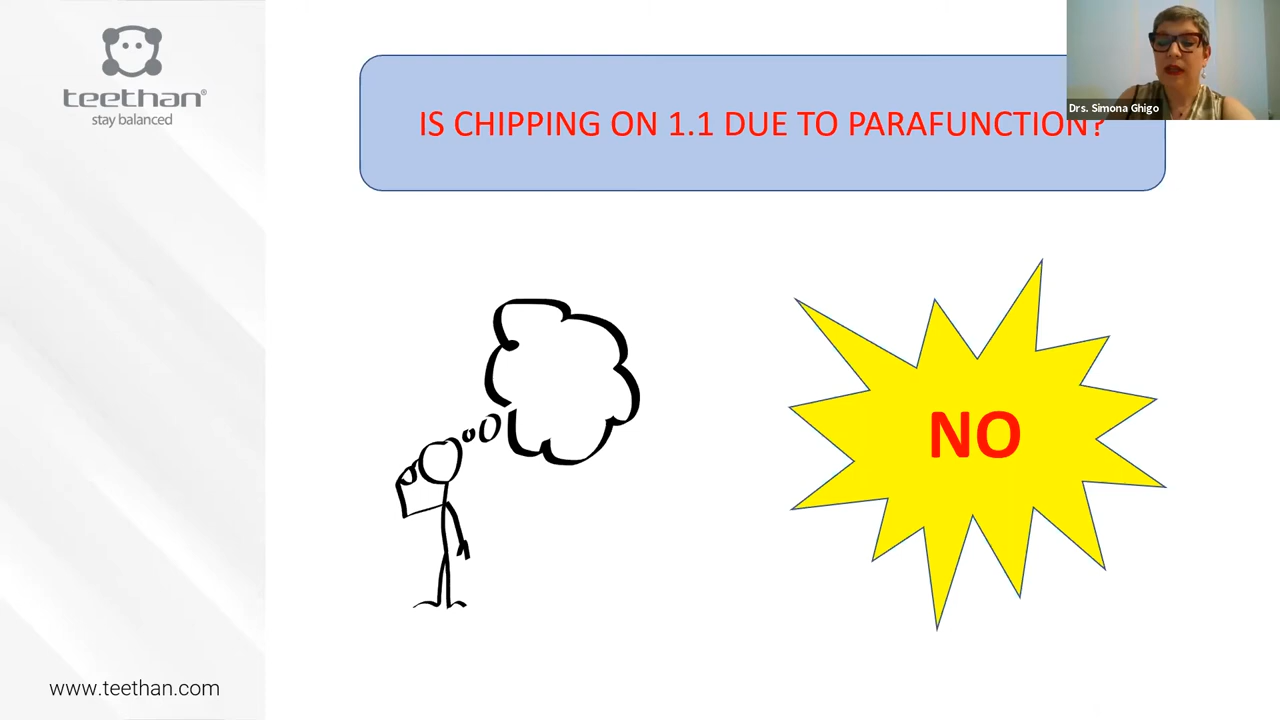 teethan®
stay balanced
IS CHIPPING ON 1.1 DUE TO PARAFUNCTION?
Drs. Simona Ghigo
NO
www.teethan.com